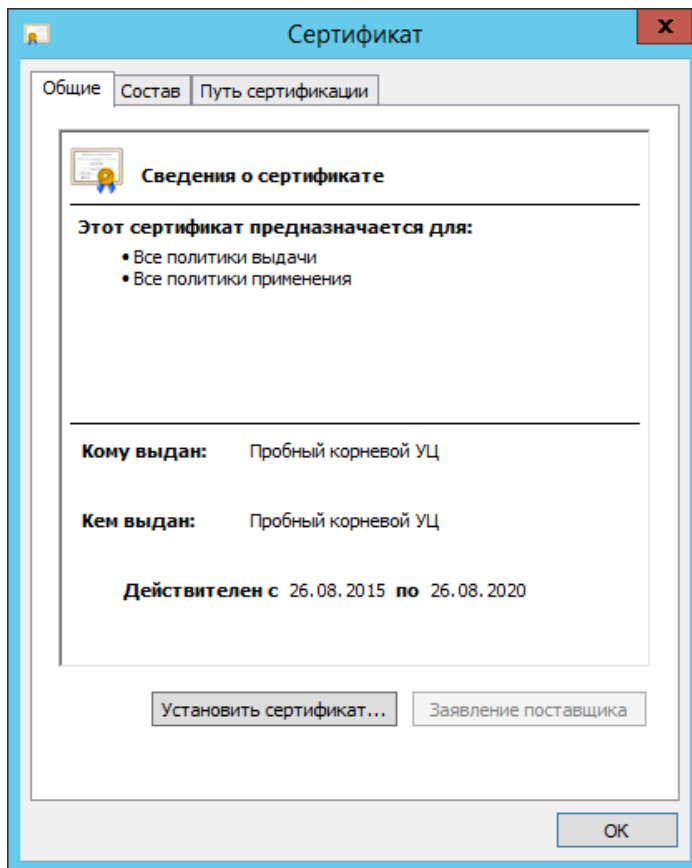 Сертификат
x
Общие Состав Путь сертификации
Сведения о сертификате
Этот сертификат предназначается для:
• Все политики выдачи
• Все политики применения
Кому выдан: Пробный корневой УЦ
Кем выдан: Пробный корневой УЦ
Действителен с 26.08.2015 по 26.08.2020
Установить сертификат... Заявление поставщика
ОК